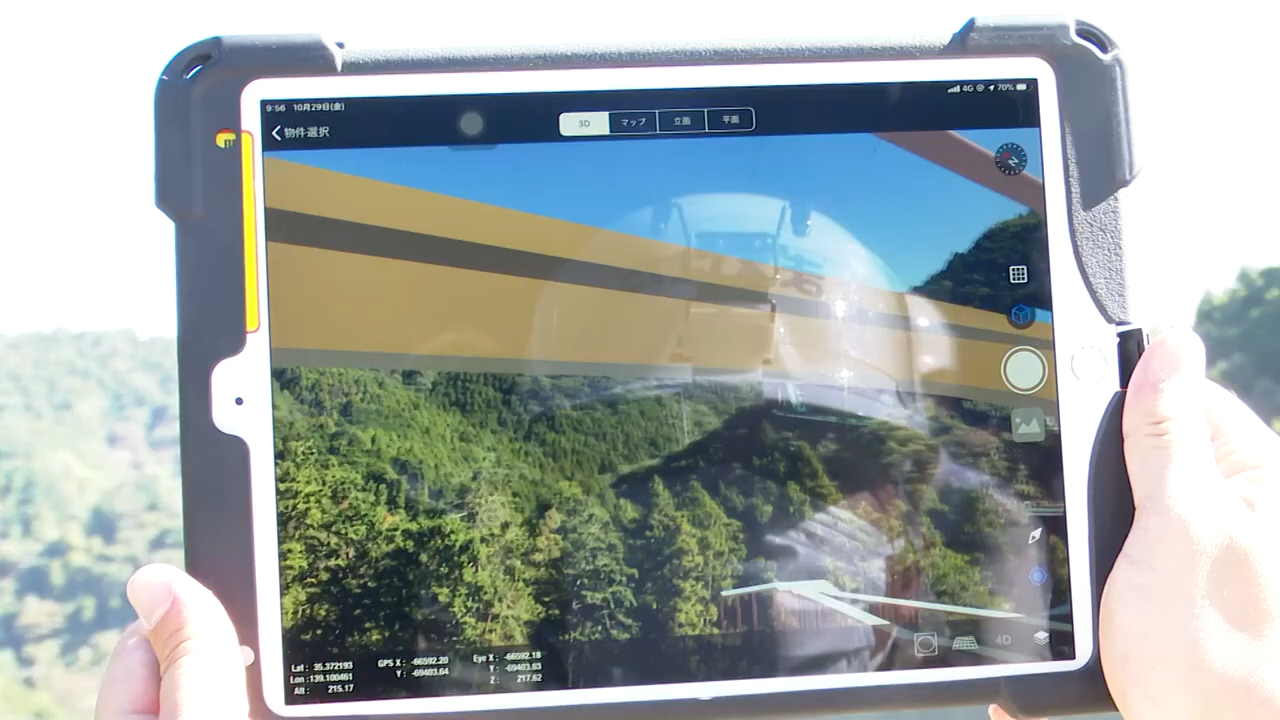 9:56 10月29日(金)
4G 70%
物件選択
3D マップ 立面 平面
4D
Lat : 35.372193
Lon :139.100461
Alt : 215.17
GPS X : -66592.20
Y : -69403.64
Eye X : -66592.18
Y : -69403.63
Z : 217.62